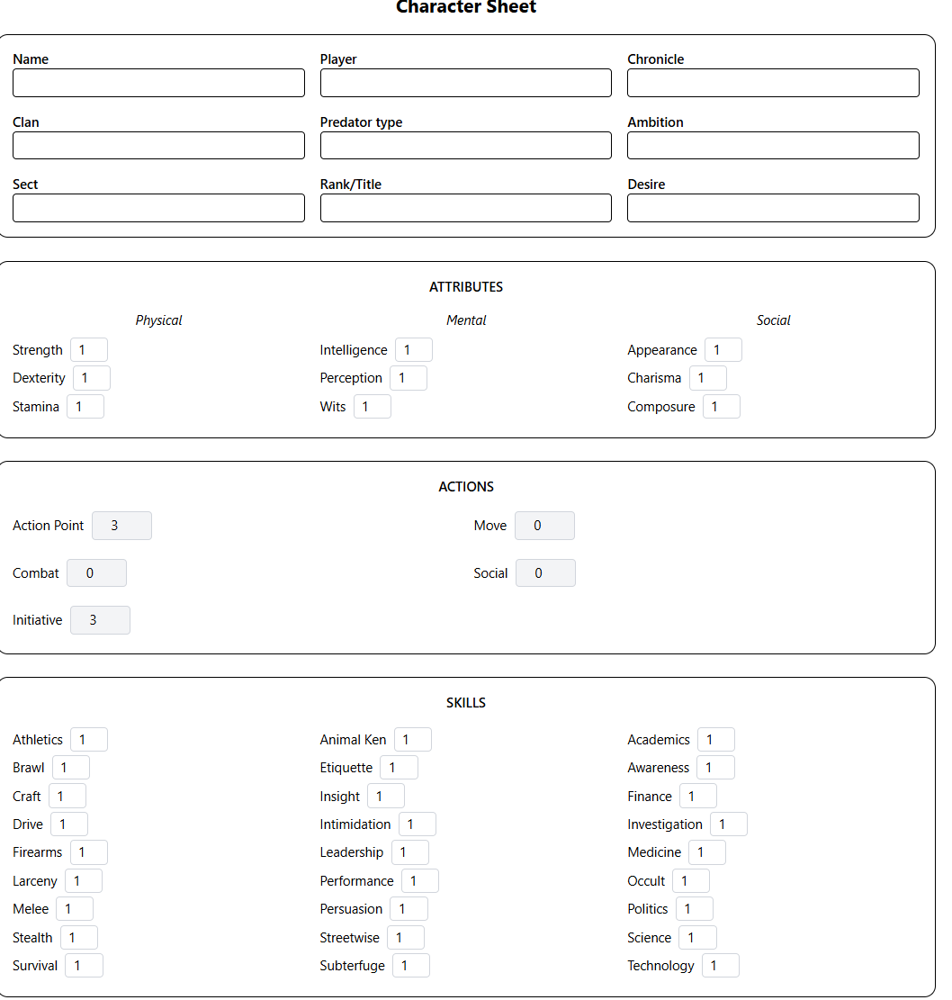 Character Sheet
Name Player Chronicle
Clan Predator type Ambition
Sect Rank/Title Desire
ATTRIBUTES
Physical Mental Social
Strength 1 Intelligence 1 Appearance 1
Dexterity 1 Perception 1 Charisma 1
Stamina 1 Wits 1 Composure 1
ACTIONS
Action Point 3 Move 0
Combat 0 Social 0
Initiative 3
SKILLS
Athletics 1 Animal Ken 1 Academics 1
Brawl 1 Etiquette 1 Awareness 1
Craft 1 Insight 1 Finance 1
Drive 1 Intimidation 1 Investigation 1
Firearms 1 Leadership 1 Medicine 1
Larceny 1 Performance 1 Occult 1
Melee 1 Persuasion 1 Politics 1
Stealth 1 Streetwise 1 Science 1
Survival 1 Subterfuge 1 Technology 1